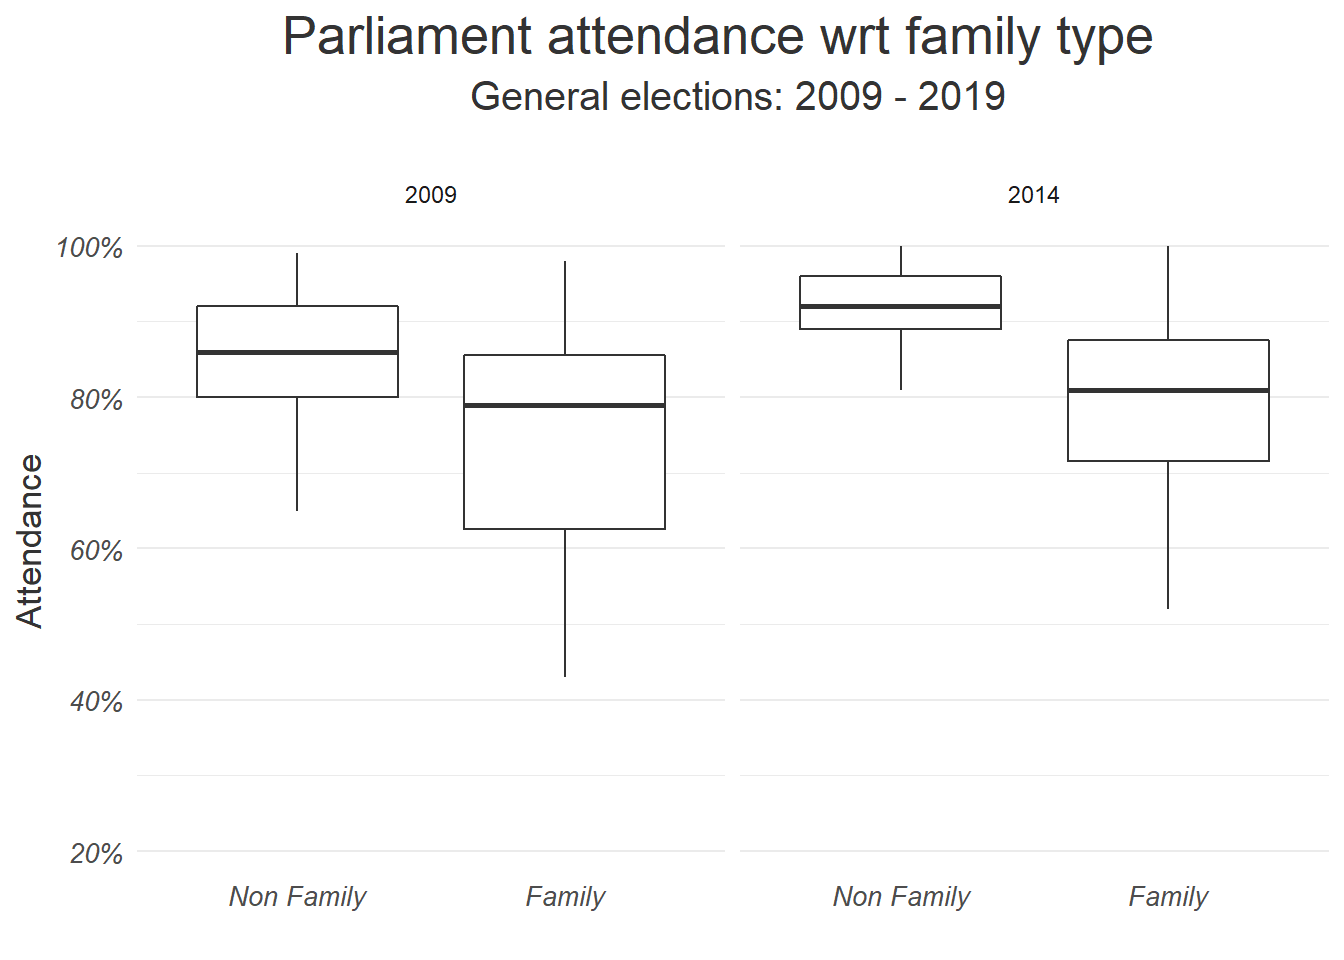 Parliament attendance wrt family type
General elections: 2009 - 2019
2009
2014
100%
80%
60%
40%
20%
Attendance
Non Family
Family
Non Family
Family